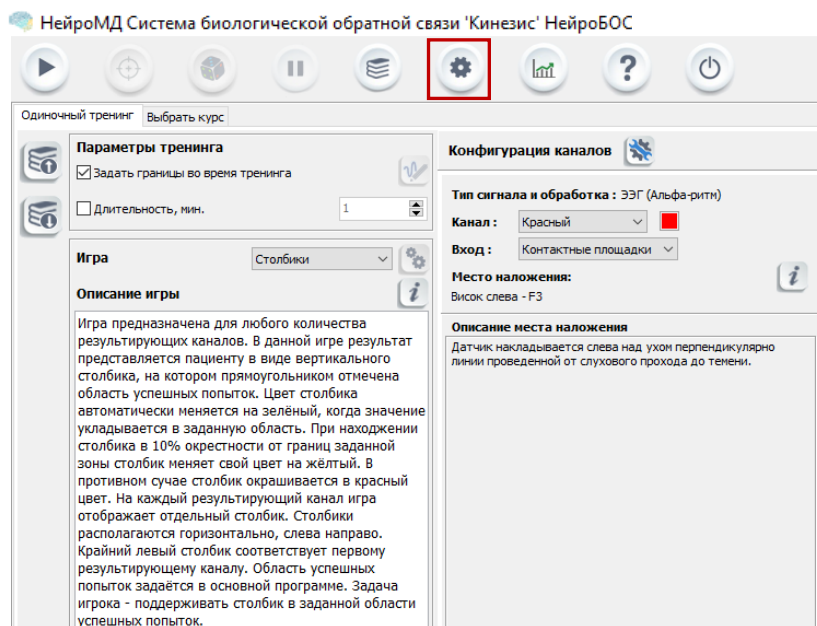 НейроМД Система биологической обратной связи 'Кинезис' НейроБОС
?
Одиночный тренинг Выбрать курс
Параметры тренинга
Задать границы во время тренинга
Длительность, мин. 1
Игра Столбики
Описание игры i
Игра предназначена для любого количества
результирующих каналов. В данной игре результат
представляется пациенту в виде вертикального
столбика, на котором прямоугольником отмечена
область успешных попыток. Цвет столбика
автоматически меняется на зелёный, когда значение
укладывается в заданную область. При находжении
столбика в 10% окрестности от границ заданной
зоны столбик меняет свой цвет на жёлтый. В
противном сучае столбик окрашивается в красный
цвет. На каждый результирующий канал игра
отображает отдельный столбик. Столбики
располагаются горизонтально, слева направо.
Крайний левый столбик соответствует первому
результирующему каналу. Область успешных
попыток задаётся в основной программе. Задача
игрока - поддерживать столбик в заданной области
успешных попыток.
Конфигурация каналов
Тип сигнала и обработка : ЭЭГ (Альфа-ритм)
Канал : Красный
Вход : Контактные площадки
Место наложения: i
Висок слева - F3
Описание места наложения
Датчик накладывается слева над ухом перпендикулярно
линии проведенной от слухового прохода до темени.